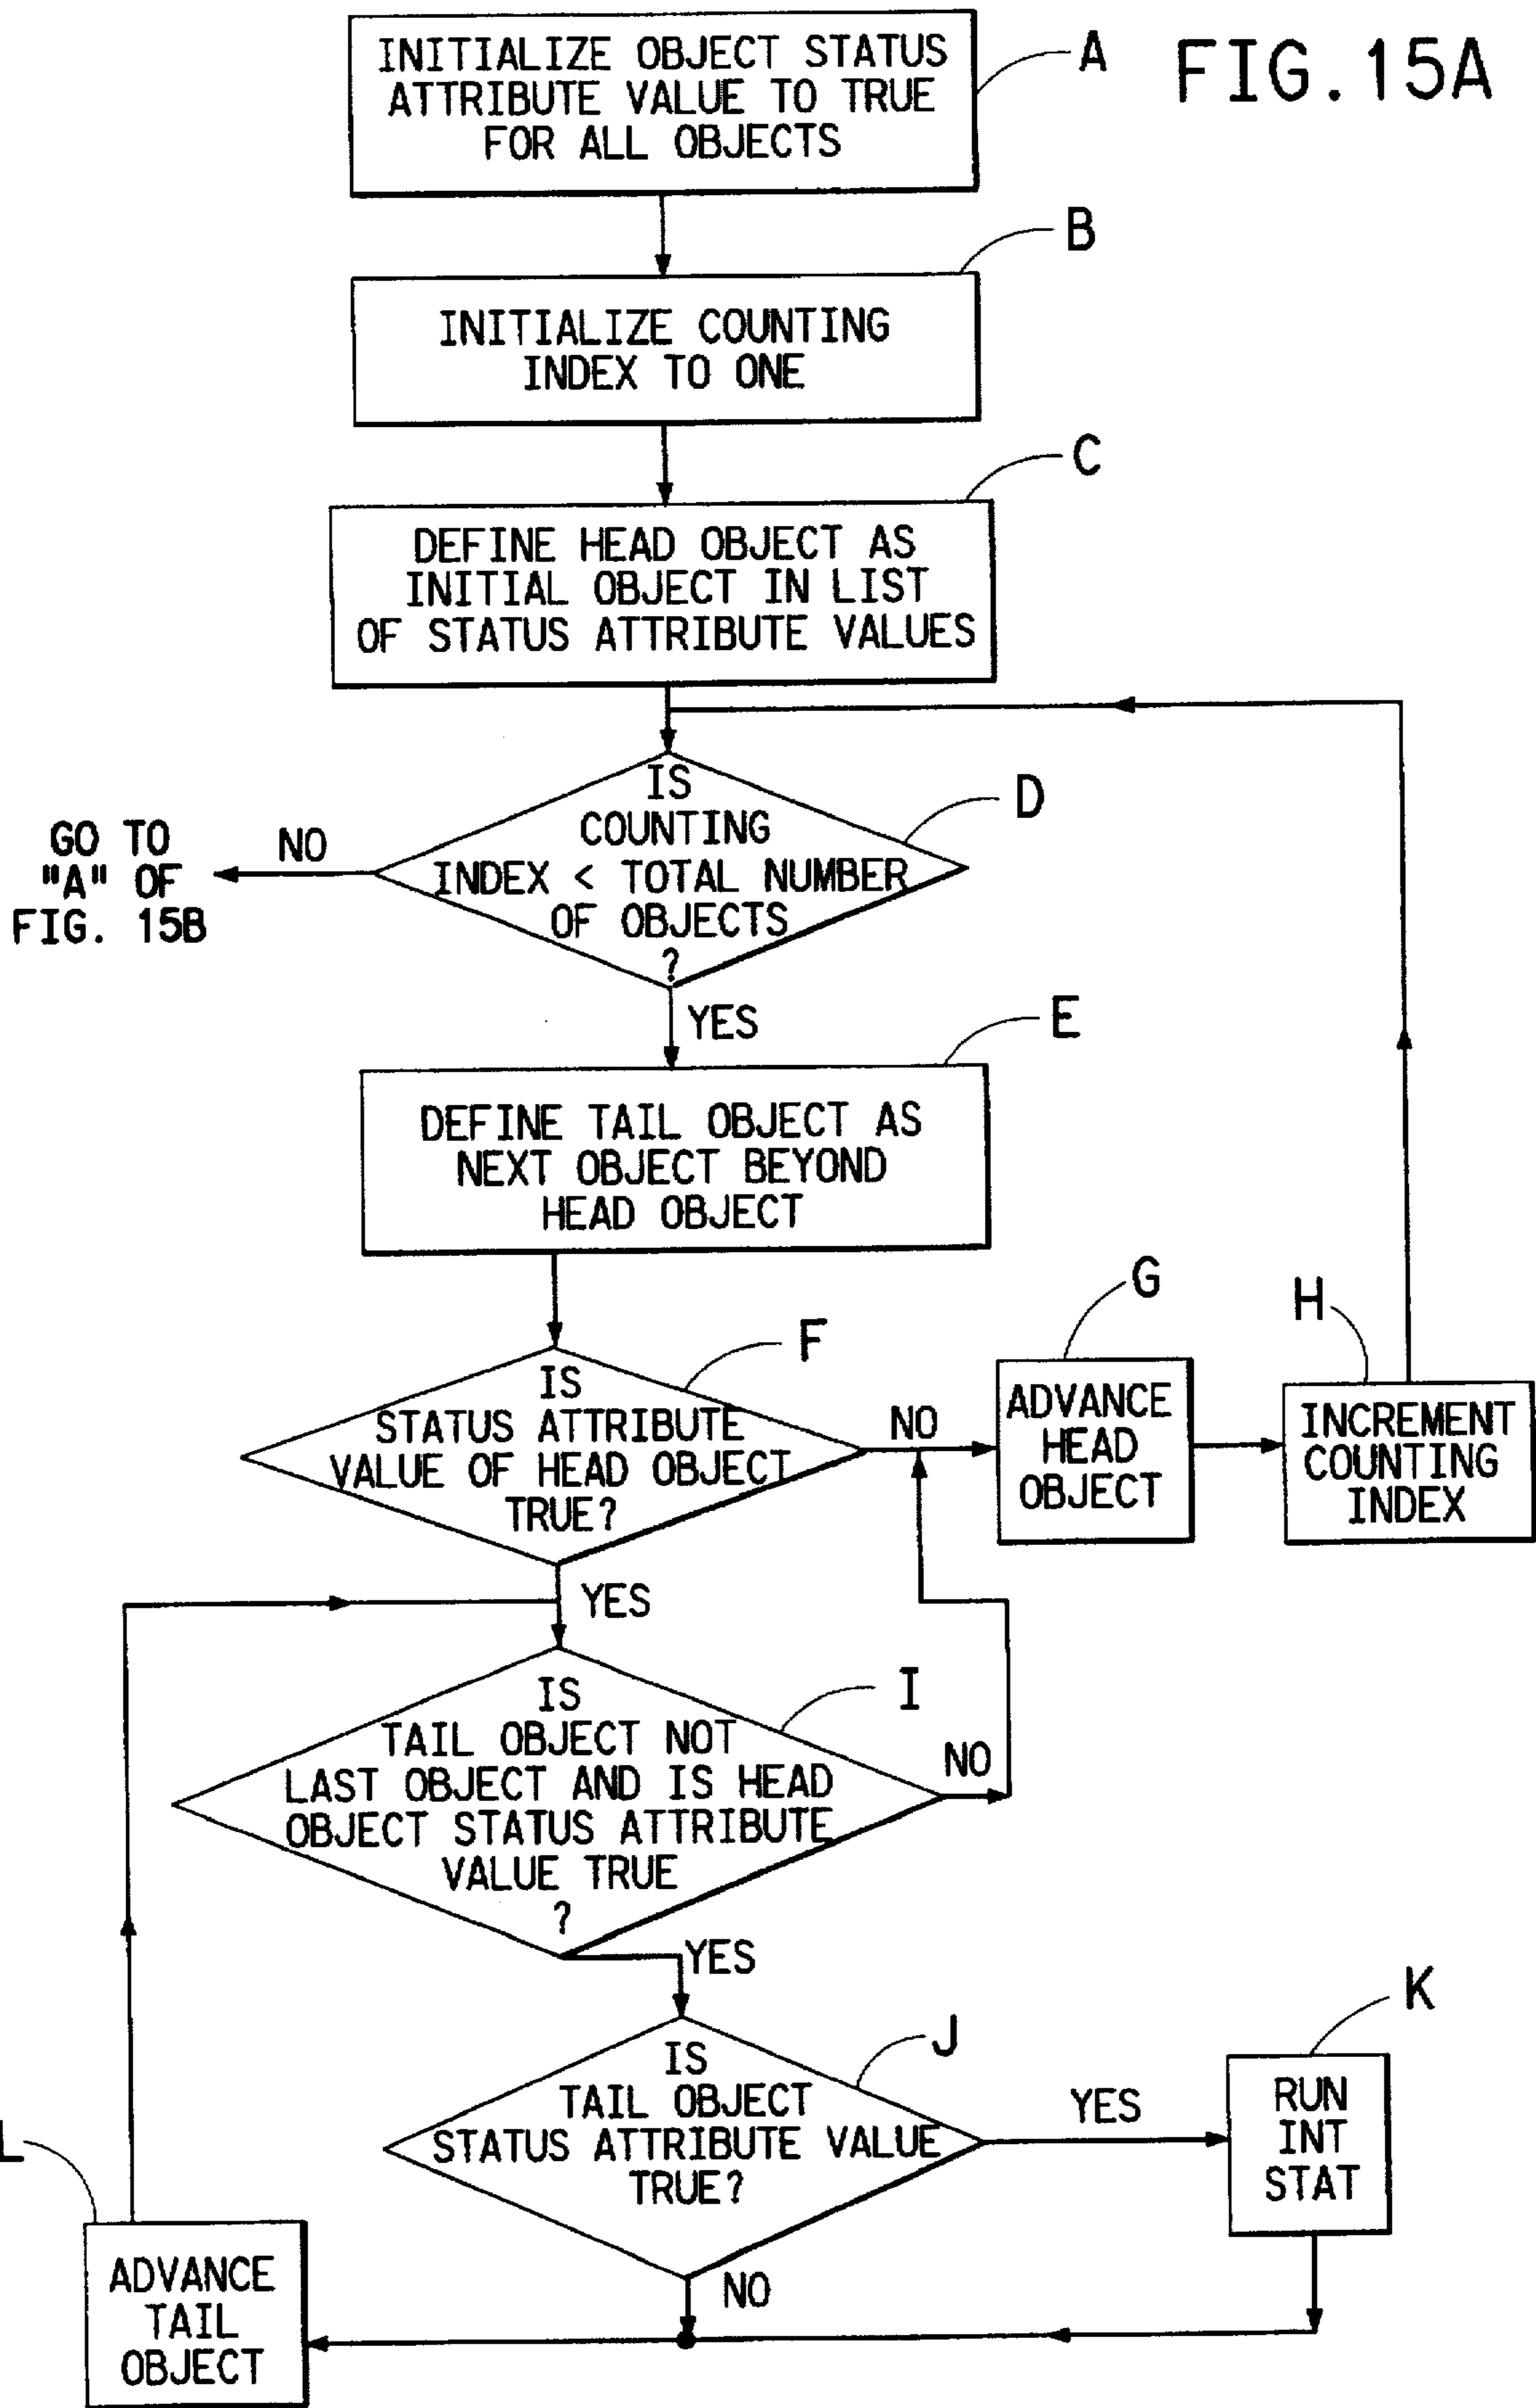 FIG.15A
INITIALIZE OBJECT STATUS
ATTRIBUTE VALUE TO TRUE
FOR ALL OBJECTS
A
INITIALIZE COUNTING
INDEX TO ONE
B
DEFINE HEAD OBJECT AS
INITIAL OBJECT IN LIST
OF STATUS ATTRIBUTE VALUES
C
IS
COUNTING
INDEX < TOTAL NUMBER
OF OBJECTS
?
D
NO
GO TO
"A" OF
FIG. 15B
YES
DEFINE TAIL OBJECT AS
NEXT OBJECT BEYOND
HEAD OBJECT
E
IS
STATUS ATTRIBUTE
VALUE OF HEAD OBJECT
TRUE?
F
NO
ADVANCE
HEAD
OBJECT
G
INCREMENT
COUNTING
INDEX
H
YES
IS
TAIL OBJECT NOT
LAST OBJECT AND IS HEAD
OBJECT STATUS ATTRIBUTE
VALUE TRUE
?
I
NO
YES
IS
TAIL OBJECT
STATUS ATTRIBUTE VALUE
TRUE?
J
YES
RUN
INT
STAT
K
NO
ADVANCE
TAIL
OBJECT
L